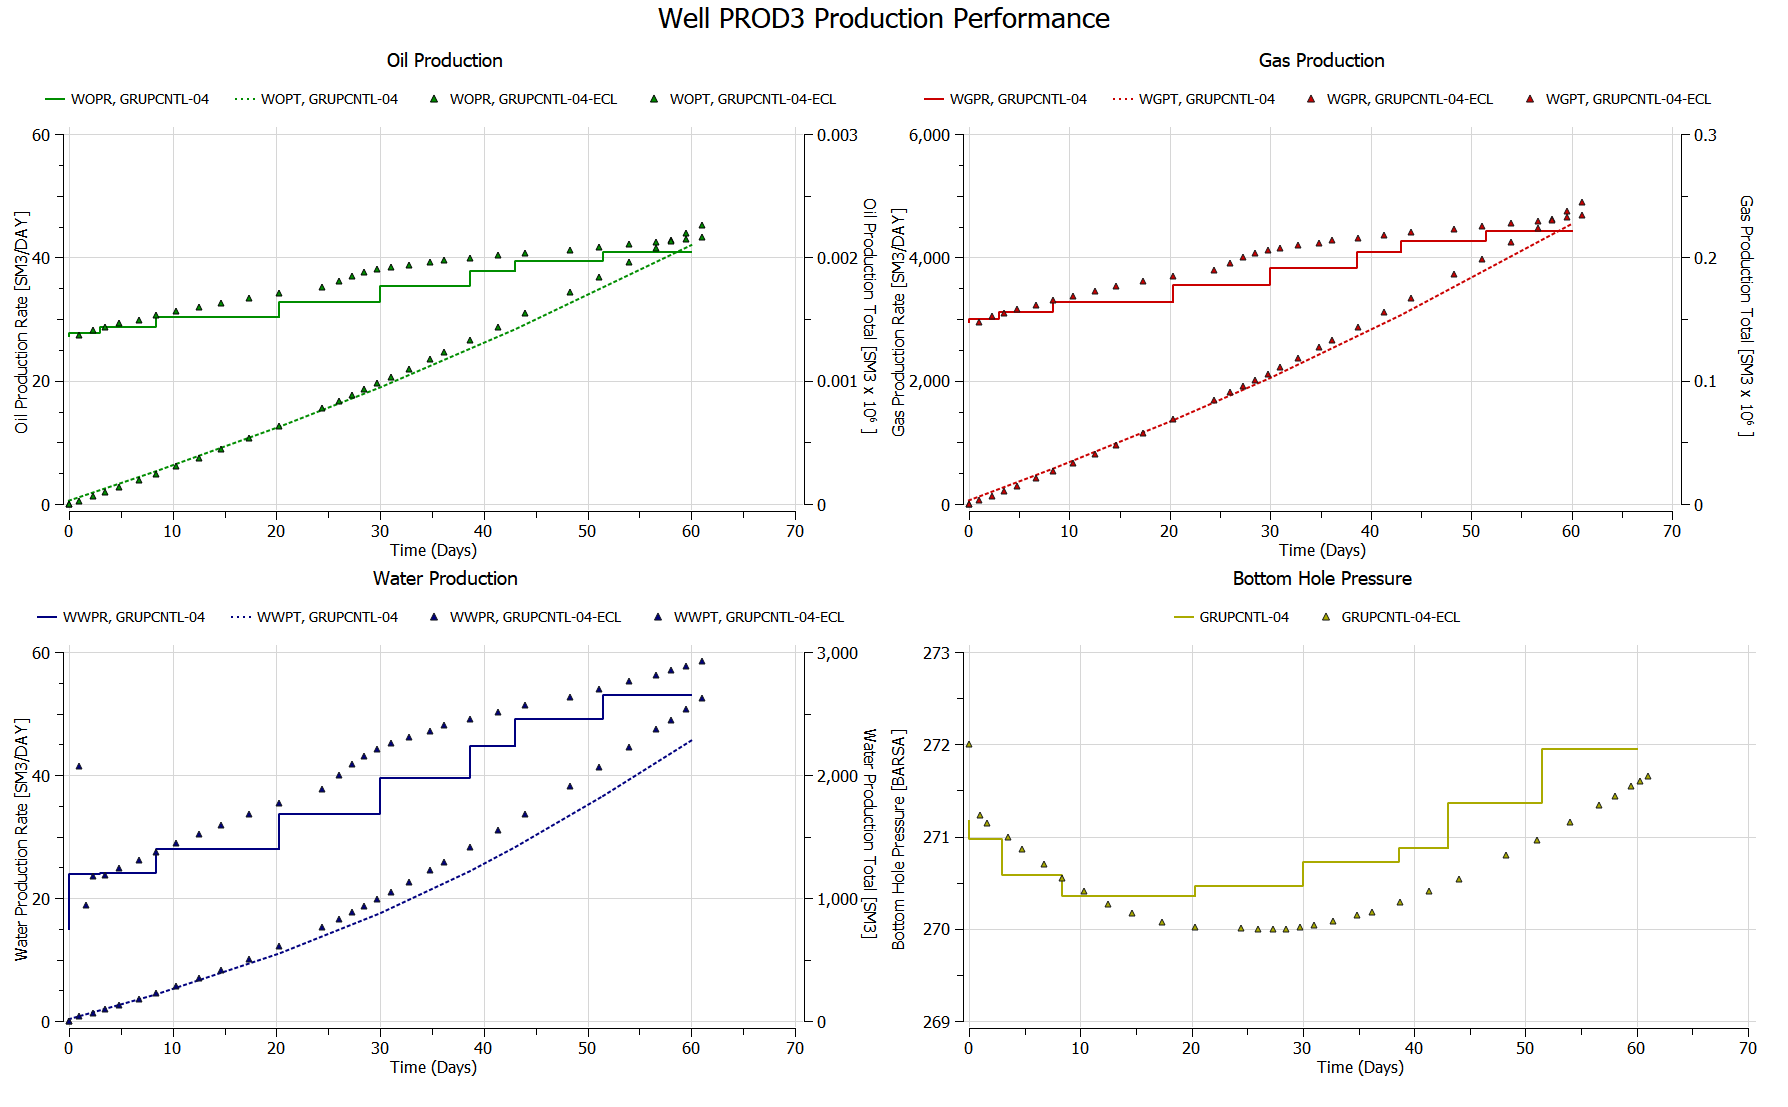 Well PROD3 Production Performance
Oil Production
WOPR, GRUPCNTL-04 WOPT, GRUPCNTL-04 WOPR, GRUPCNTL-04-ECL WOPT, GRUPCNTL-04-ECL
60
40
20
0
Oil Production Rate [SM3/DAY]
0.003
0.002
0.001
0
Oil Production Total [SM3 x 10⁶ ]
0 10 20 30 40 50 60 70
Time (Days)
Gas Production
WGPR, GRUPCNTL-04 WGPT, GRUPCNTL-04 WGPR, GRUPCNTL-04-ECL WGPT, GRUPCNTL-04-ECL
6,000
4,000
2,000
0
Gas Production Rate [SM3/DAY]
0.3
0.2
0.1
0
Gas Production Total [SM3 x 10⁶ ]
0 10 20 30 40 50 60 70
Time (Days)
Water Production
WWPR, GRUPCNTL-04 WWPT, GRUPCNTL-04 WWPR, GRUPCNTL-04-ECL WWPT, GRUPCNTL-04-ECL
60
40
20
0
Water Production Rate [SM3/DAY]
3,000
2,000
1,000
0
Water Production Total [SM3]
0 10 20 30 40 50 60 70
Time (Days)
Bottom Hole Pressure
GRUPCNTL-04 GRUPCNTL-04-ECL
273
272
271
270
269
Bottom Hole Pressure [BARSA]
0 10 20 30 40 50 60 70
Time (Days)